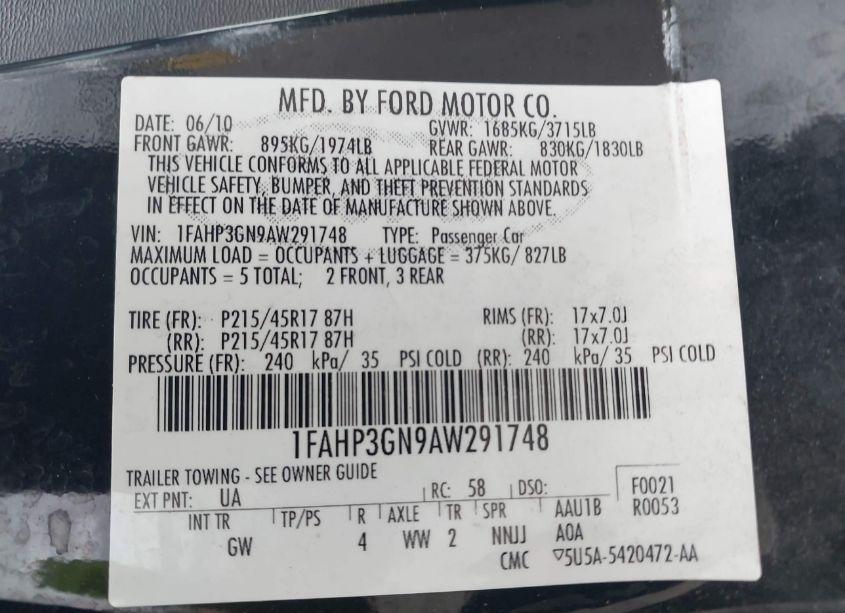 MFD. BY FORD MOTOR CO.
DATE: 06/10 GVWR: 1685KG/3715LB
FRONT GAWR: 895KG/1974LB REAR GAWR: 830KG/1830LB
THIS VEHICLE CONFORMS TO ALL APPLICABLE FEDERAL MOTOR
VEHICLE SAFETY, BUMPER, AND THEFT PREVENTION STANDARDS
IN EFFECT ON THE DATE OF MANUFACTURE SHOWN ABOVE.
VIN: 1FAHP3GN9AW291748 TYPE: Passenger Car
MAXIMUM LOAD = OCCUPANTS + LUGGAGE = 375KG/ 827LB
OCCUPANTS = 5 TOTAL; 2 FRONT, 3 REAR
TIRE (FR): P215/45R17 87H RIMS (FR): 17x7.0J
(RR): P215/45R17 87H (RR): 17x7.0J
PRESSURE (FR): 240 kPa/ 35 PSI COLD (RR): 240 kPa/ 35 PSI COLD
1FAHP3GN9AW291748
TRAILER TOWING - SEE OWNER GUIDE
EXT PNT: UA RC: 58 DSO: F0021
INT TR TP/PS R AXLE TR SPR AAU1B R0053
GW 4 WW 2 NNJJ AOA
CMC ▽5U5A-5420472-AA